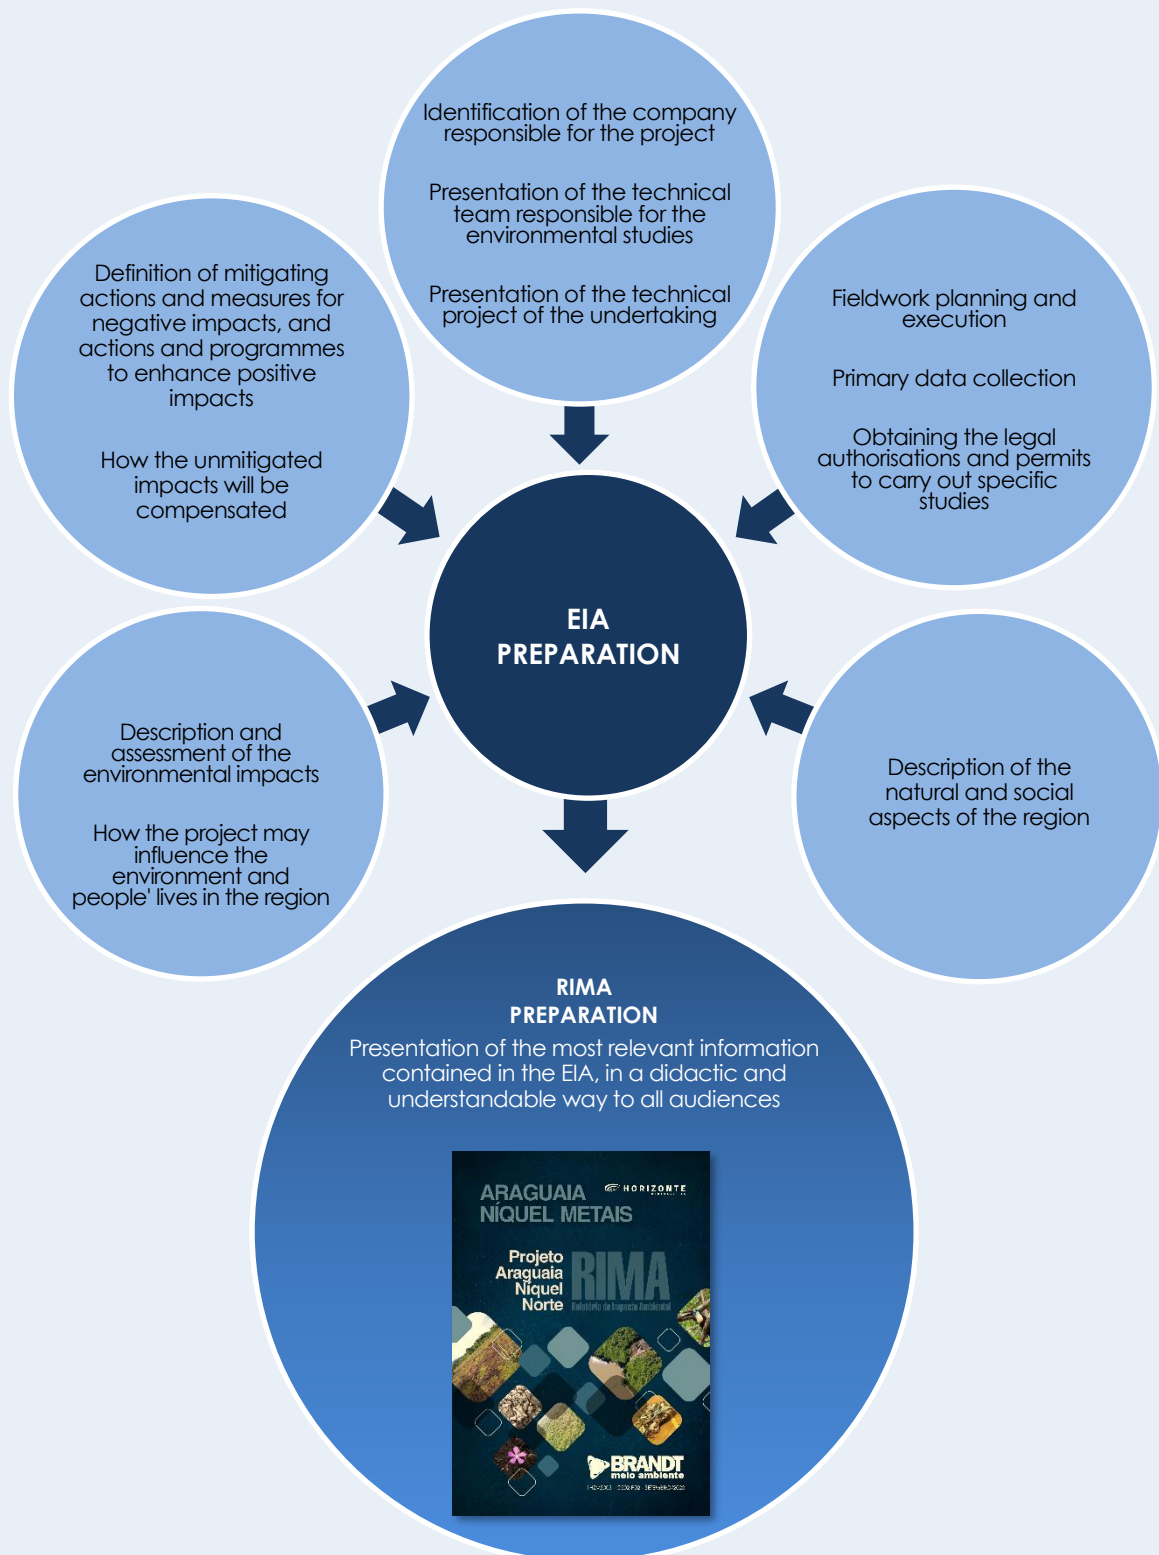 Identification of the company
responsible for the project
Presentation of the technical
team responsible for the
environmental studies
Presentation of the technical
project of the undertaking
Definition of mitigating
actions and measures for
negative impacts, and
actions and programmes
to enhance positive
impacts
How the unmitigated
impacts will be
compensated
Fieldwork planning and
execution
Primary data collection
Obtaining the legal
authorisations and permits
to carry out specific
studies
EIA
PREPARATION
Description and
assessment of the
environmental impacts
How the project may
influence the
environment and
people' lives in the region
Description of the
natural and social
aspects of the region
RIMA
PREPARATION
Presentation of the most relevant information
contained in the EIA, in a didactic and
understandable way to all audiences
ARAGUAIA
NÍQUEL METAIS
HORIZONTE
Projeto
Araguaia
Níquel
Norte
RIMA
Relatório de Impacto Ambiental
BRANDT
meio ambiente